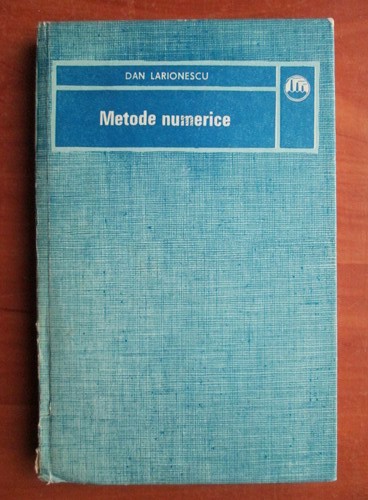 DAN LARIONESCU
Metode numerice